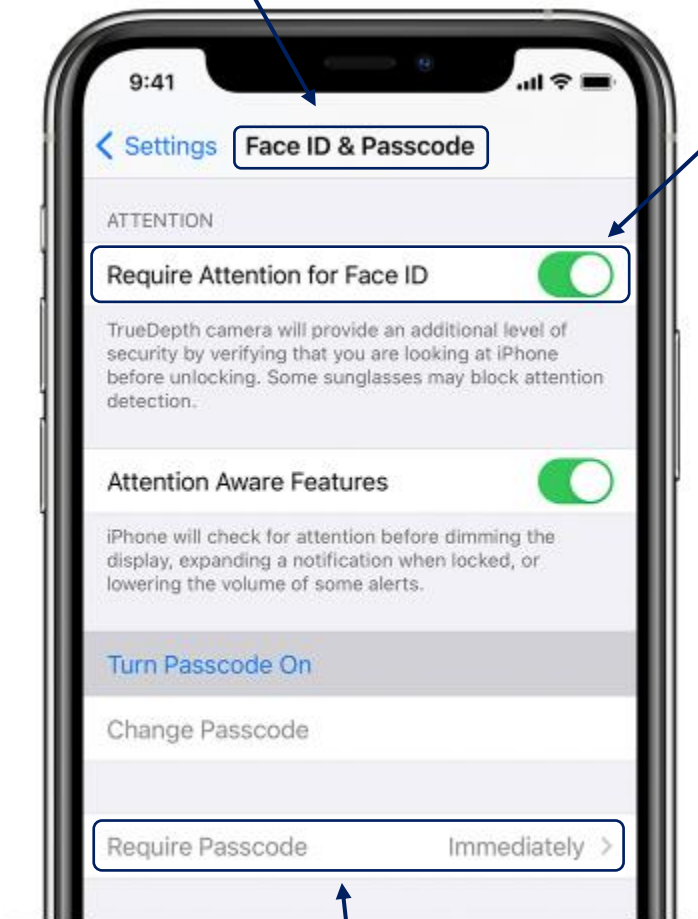 9:41
Settings Face ID & Passcode
ATTENTION
Require Attention for Face ID
TrueDepth camera will provide an additional level of
security by verifying that you are looking at iPhone
before unlocking. Some sunglasses may block attention
detection.
Attention Aware Features
iPhone will check for attention before dimming the
display, expanding a notification when locked, or
lowering the volume of some alerts.
Turn Passcode On
Change Passcode
Require Passcode Immediately